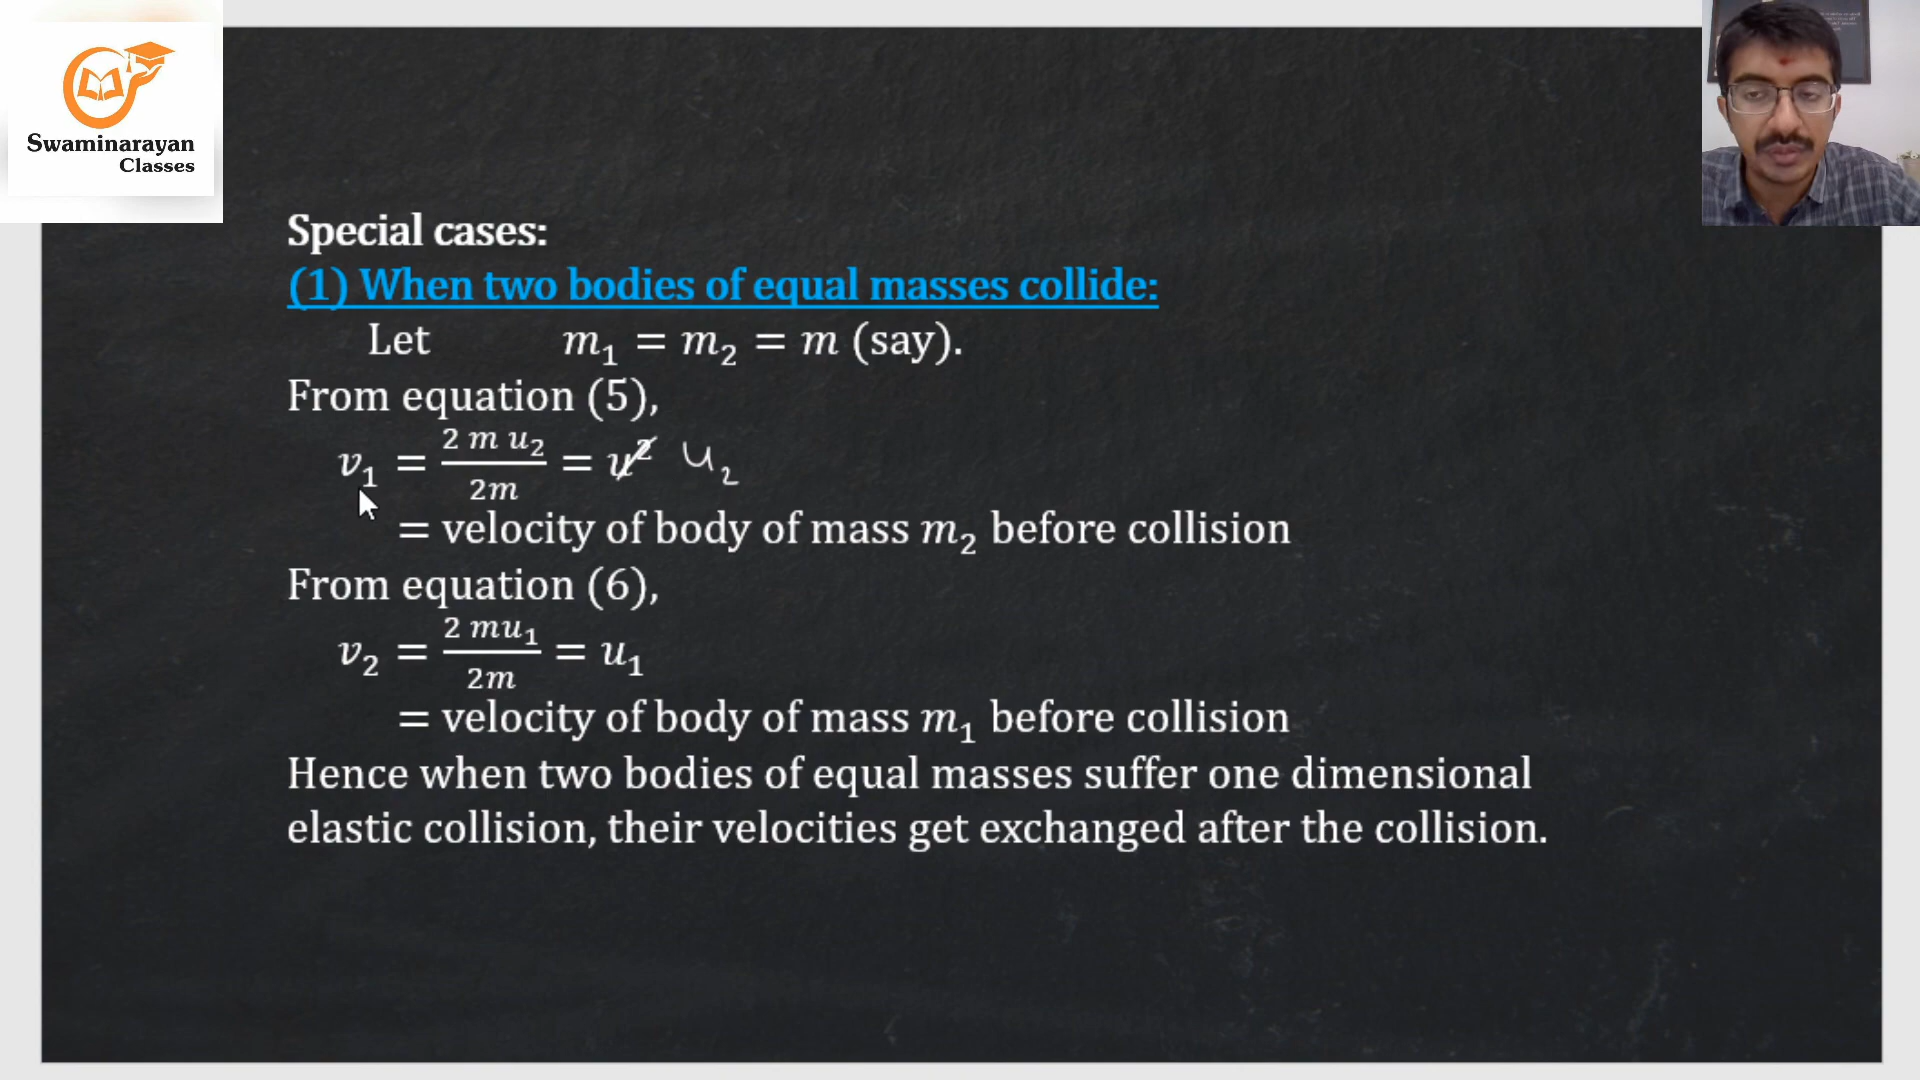 Swaminarayan
Classes
Special cases:
(1) When two bodies of equal masses collide:
Let m₁ = m₂ = m (say).
From equation (5),
v₁ = 2 m u₂ / 2m = u² u₂
= velocity of body of mass m₂ before collision
From equation (6),
v₂ = 2 mu₁ / 2m = u₁
= velocity of body of mass m₁ before collision
Hence when two bodies of equal masses suffer one dimensional
elastic collision, their velocities get exchanged after the collision.